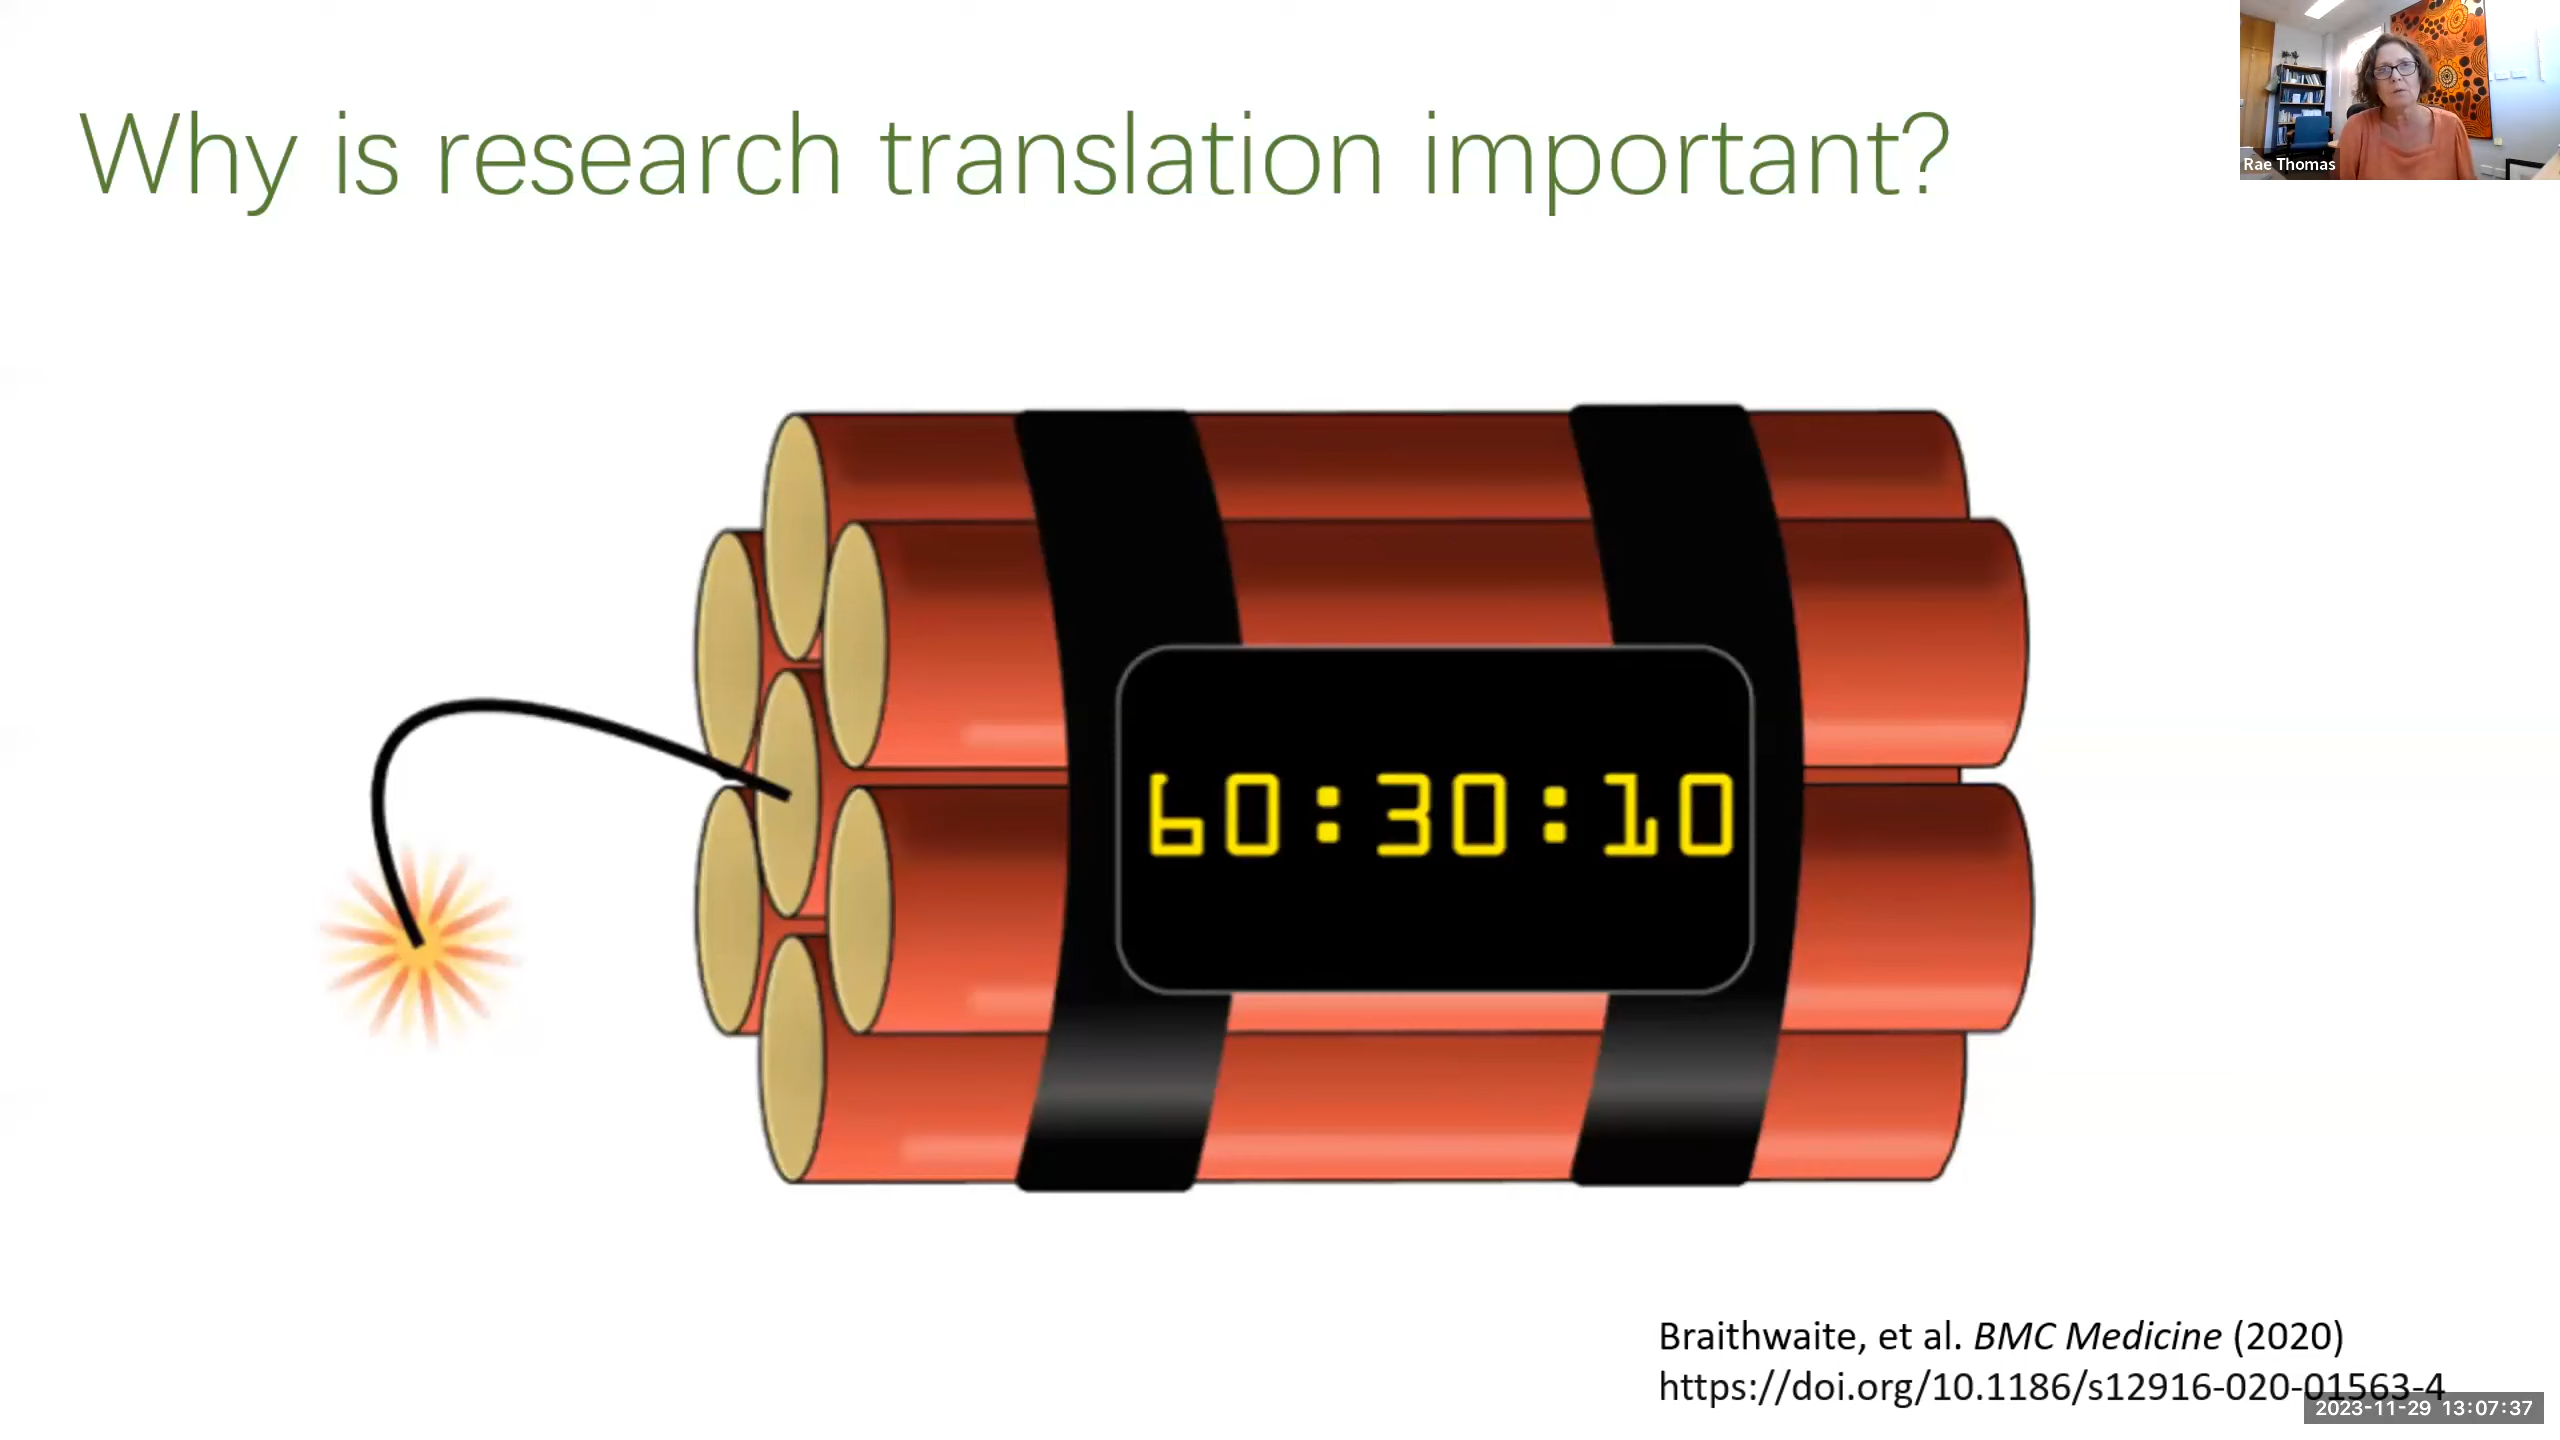 Why is research translation important?
Rae Thomas
60:30:10
Braithwaite, et al. BMC Medicine (2020)
https://doi.org/10.1186/s12916-020-01563-4
2023-11-29 13:07:37